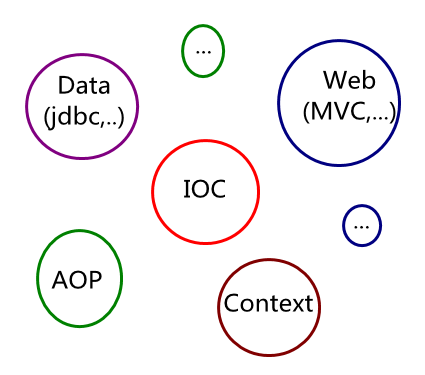 ...
Data
(jdbc,..)
Web
(MVC,...)
IOC
...
AOP
Context